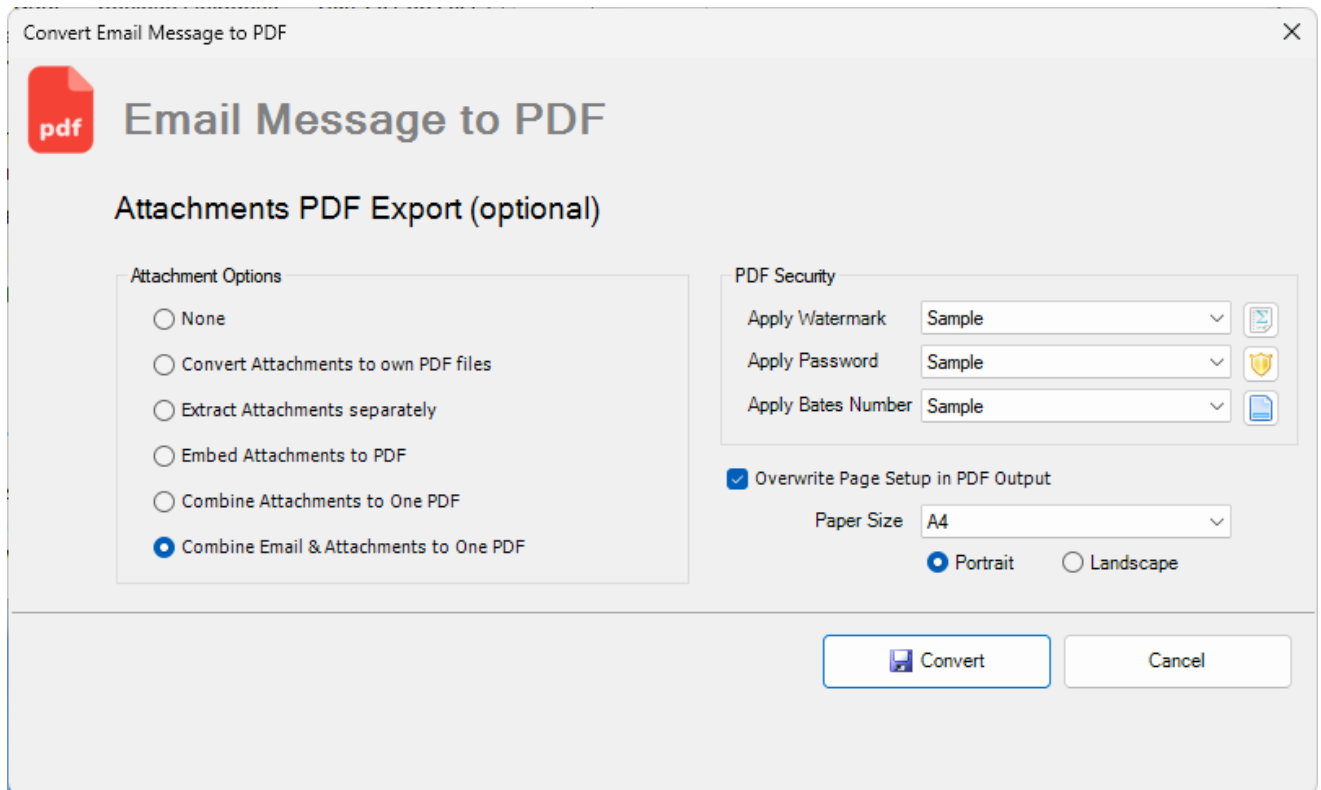 Convert Email Message to PDF
pdf
Email Message to PDF
Attachments PDF Export (optional)
Attachment Options
None
Convert Attachments to own PDF files
Extract Attachments separately
Embed Attachments to PDF
Combine Attachments to One PDF
Combine Email & Attachments to One PDF
PDF Security
Apply Watermark Sample
Apply Password Sample
Apply Bates Number Sample
Overwrite Page Setup in PDF Output
Paper Size A4
Portrait Landscape
Convert Cancel